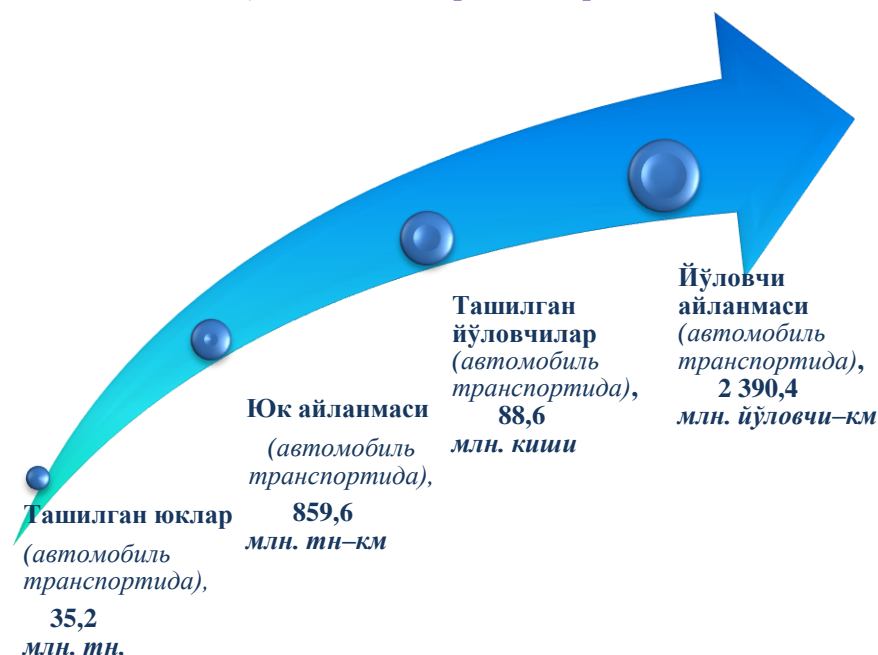 Ташилган юклар
(автомобиль
транспортида),
35,2
млн. тн.
Юк айланмаси
(автомобиль
транспортида),
859,6
млн. тн–км
Ташилган
йўловчилар
(автомобиль
транспортида),
88,6
млн. киши
Йўловчи
айланмаси
(автомобиль
транспортида),
2 390,4
млн. йўловчи–км